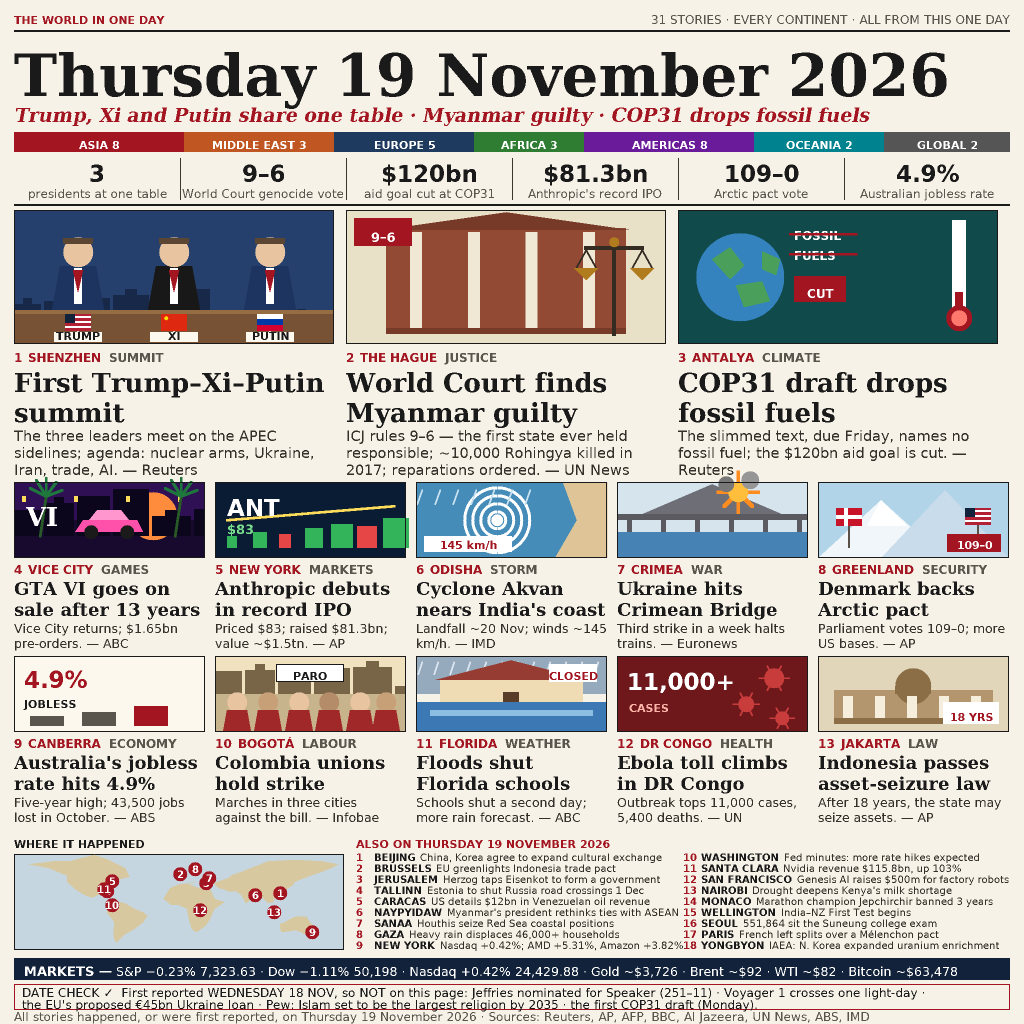 THE WORLD IN ONE DAY
31 STORIES · EVERY CONTINENT · ALL FROM THIS ONE DAY
Thursday 19 November 2026
Trump, Xi and Putin share one table · Myanmar guilty · COP31 drops fossil fuels
ASIA 8 MIDDLE EAST 3 EUROPE 5 AFRICA 3 AMERICAS 8 OCEANIA 2 GLOBAL 2
3 9–6 $120bn $81.3bn 109–0 4.9%
presidents at one table World Court genocide vote aid goal cut at COP31 Anthropic's record IPO Arctic pact vote Australian jobless rate
TRUMP XI PUTIN
9–6
FOSSIL
FUELS
CUT
1 SHENZHEN SUMMIT
First Trump–Xi–Putin
summit
The three leaders meet on the APEC
sidelines; agenda: nuclear arms, Ukraine,
Iran, trade, AI. — Reuters
2 THE HAGUE JUSTICE
World Court finds
Myanmar guilty
ICJ rules 9–6 — the first state ever held
responsible; ~10,000 Rohingya killed in
2017; reparations ordered. — UN News
3 ANTALYA CLIMATE
COP31 draft drops
fossil fuels
The slimmed text, due Friday, names no
fossil fuel; the $120bn aid goal is cut. —
Reuters
VI
4 VICE CITY GAMES
GTA VI goes on
sale after 13 years
Vice City returns; $1.65bn
pre-orders. — ABC
ANT
$83
5 NEW YORK MARKETS
Anthropic debuts
in record IPO
Priced $83; raised $81.3bn;
value ~$1.5tn. — AP
145 km/h
6 ODISHA STORM
Cyclone Akvan
nears India's coast
Landfall ~20 Nov; winds ~145
km/h. — IMD
7 CRIMEA WAR
Ukraine hits
Crimean Bridge
Third strike in a week halts
trains. — Euronews
109–0
8 GREENLAND SECURITY
Denmark backs
Arctic pact
Parliament votes 109–0; more
US bases. — AP
4.9%
JOBLESS
9 CANBERRA ECONOMY
Australia's jobless
rate hits 4.9%
Five-year high; 43,500 jobs
lost in October. — ABS
PARO
10 BOGOTÁ LABOUR
Colombia unions
hold strike
Marches in three cities
against the bill. — Infobae
CLOSED
11 FLORIDA WEATHER
Floods shut
Florida schools
Schools shut a second day;
more rain forecast. — ABC
11,000+
CASES
12 DR CONGO HEALTH
Ebola toll climbs
in DR Congo
Outbreak tops 11,000 cases,
5,400 deaths. — UN
18 YRS
13 JAKARTA LAW
Indonesia passes
asset-seizure law
After 18 years, the state may
seize assets. — AP
WHERE IT HAPPENED
5
11
10
2
8
7
12
6
1
13
9
ALSO ON THURSDAY 19 NOVEMBER 2026
1 BEIJING China, Korea agree to expand cultural exchange
2 BRUSSELS EU greenlights Indonesia trade pact
3 JERUSALEM Herzog taps Eisenkot to form a government
4 TALLINN Estonia to shut Russia road crossings 1 Dec
5 CARACAS US details $12bn in Venezuelan oil revenue
6 NAYPYIDAW Myanmar's president rethinks ties with ASEAN
7 SANAA Houthis seize Red Sea coastal positions
8 GAZA Heavy rain displaces 46,000+ households
9 NEW YORK Nasdaq +0.42%; AMD +5.31%, Amazon +3.82%
10 WASHINGTON Fed minutes: more rate hikes expected
11 SANTA CLARA Nvidia revenue $115.8bn, up 103%
12 SAN FRANCISCO Genesis AI raises $500m for factory robots
13 NAIROBI Drought deepens Kenya's milk shortage
14 MONACO Marathon champion Jepchirchir banned 3 years
15 WELLINGTON India–NZ First Test begins
16 SEOUL 551,864 sit the Suneung college exam
17 PARIS French left splits over a Mélenchon pact
18 YONGBYON IAEA: N. Korea expanded uranium enrichment
MARKETS — S&P −0.23% 7,323.63 · Dow −1.11% 50,198 · Nasdaq +0.42% 24,429.88 · Gold ~$3,726 · Brent ~$92 · WTI ~$82 · Bitcoin ~$63,478
DATE CHECK ✓ First reported WEDNESDAY 18 NOV, so NOT on this page: Jeffries nominated for Speaker (251–11) · Voyager 1 crosses one light-day ·
the EU's proposed €45bn Ukraine loan · Pew: Islam set to be the largest religion by 2035 · the first COP31 draft (Monday).
All stories happened, or were first reported, on Thursday 19 November 2026 · Sources: Reuters, AP, AFP, BBC, Al Jazeera, UN News, ABS, IMD